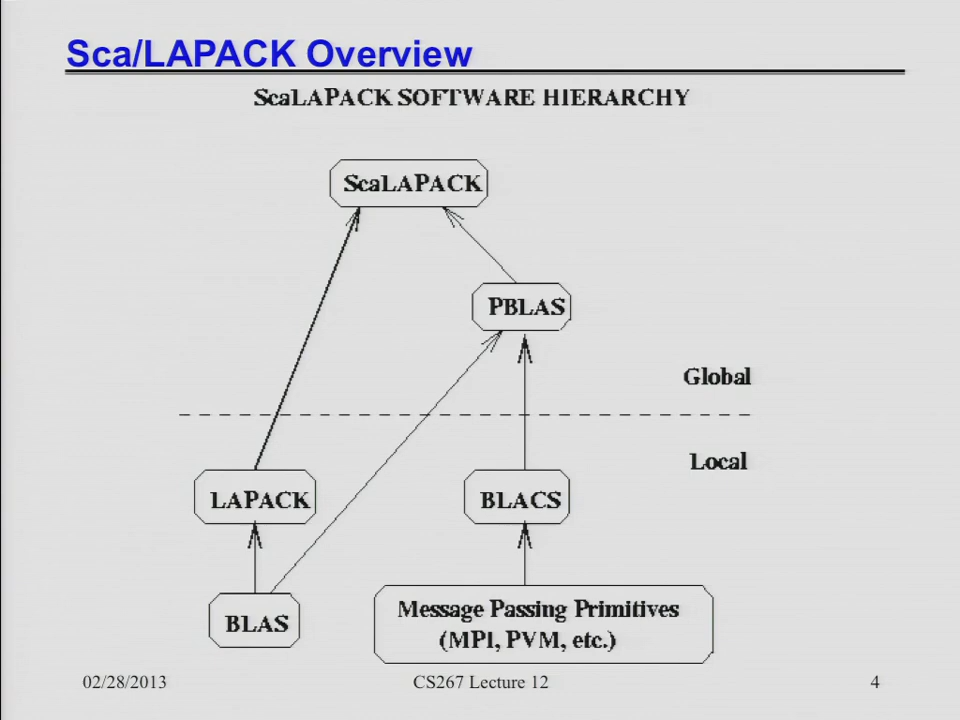 Sca/LAPACK Overview
ScaLAPACK SOFTWARE HIERARCHY
ScaLAPACK
PBLAS
Global
Local
LAPACK
BLACS
BLAS
Message Passing Primitives
(MPI, PVM, etc.)
02/28/2013
CS267 Lecture 12
4